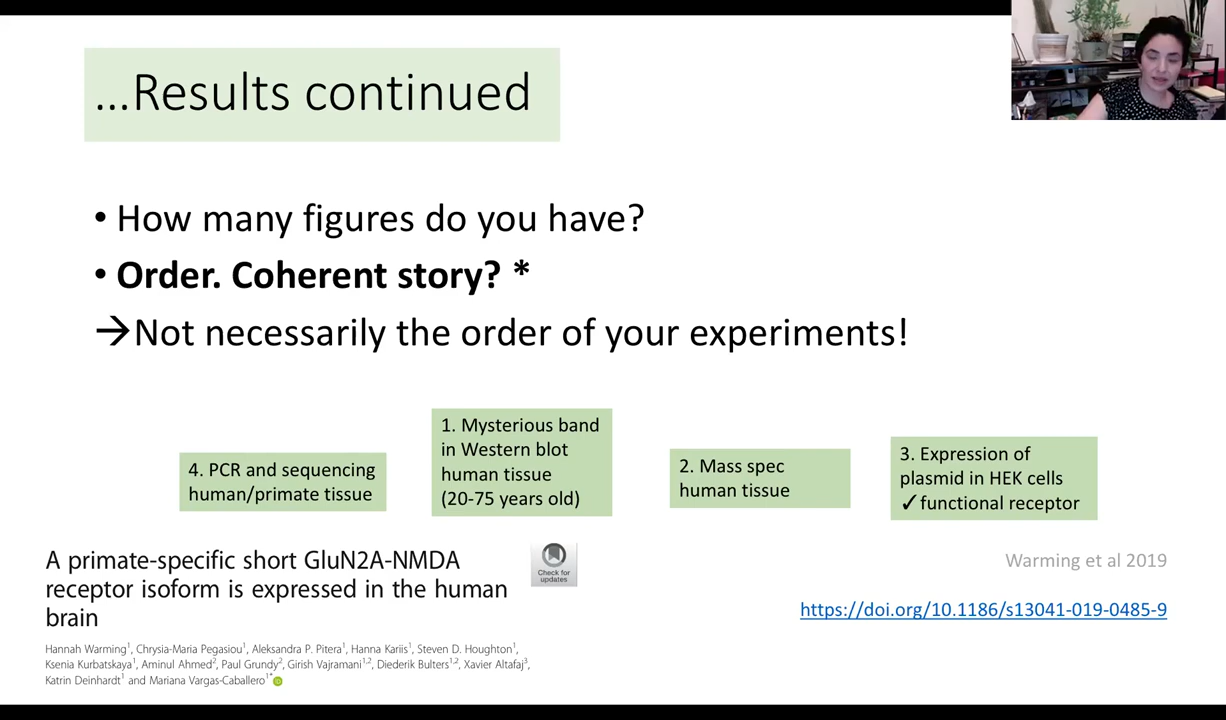 ...Results continued
• How many figures do you have?
• Order. Coherent story? *
→Not necessarily the order of your experiments!
4. PCR and sequencing
human/primate tissue
1. Mysterious band
in Western blot
human tissue
(20-75 years old)
2. Mass spec
human tissue
3. Expression of
plasmid in HEK cells
✓functional receptor
A primate-specific short GluN2A-NMDA
receptor isoform is expressed in the human
brain
Check for
updates
Hannah Warming¹, Chrysia-Maria Pegasiou¹, Aleksandra P. Pitera¹, Hanna Kariis¹, Steven D. Houghton¹,
Ksenia Kurbatskaya¹, Aminul Ahmed², Paul Grundy², Girish Vajramani¹,², Diederik Bulters¹,², Xavier Altafaj³,
Katrin Deinhardt¹ and Mariana Vargas-Caballero¹*
Warming et al 2019
https://doi.org/10.1186/s13041-019-0485-9